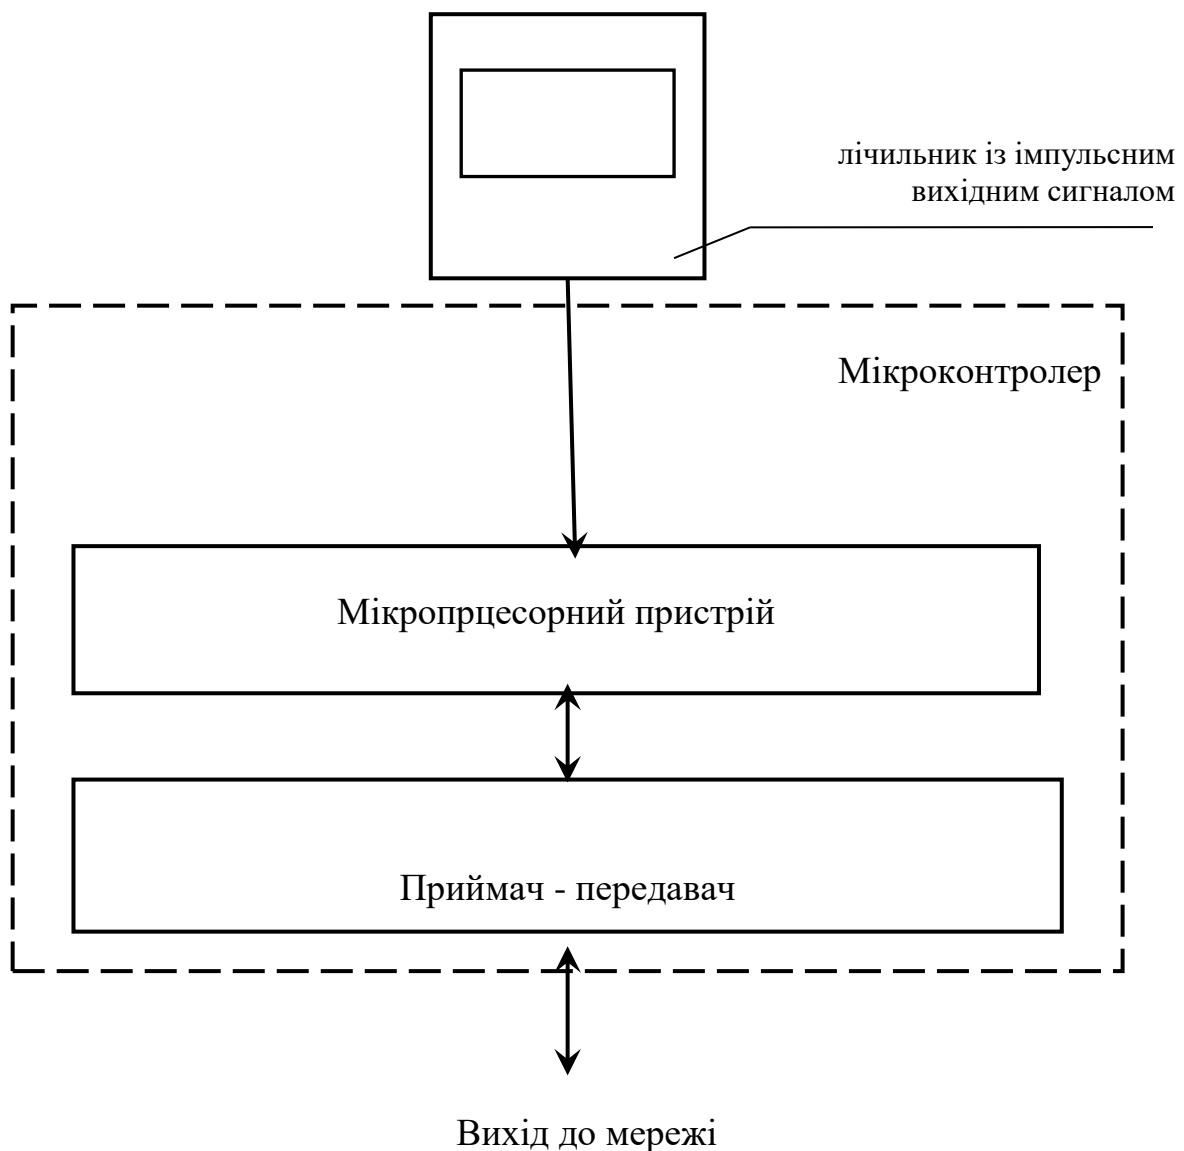 лічильник із імпульсним
вихідним сигналом
Мікроконтролер
Мікропрцесорний пристрій
Приймач - передавач
Вихід до мережі